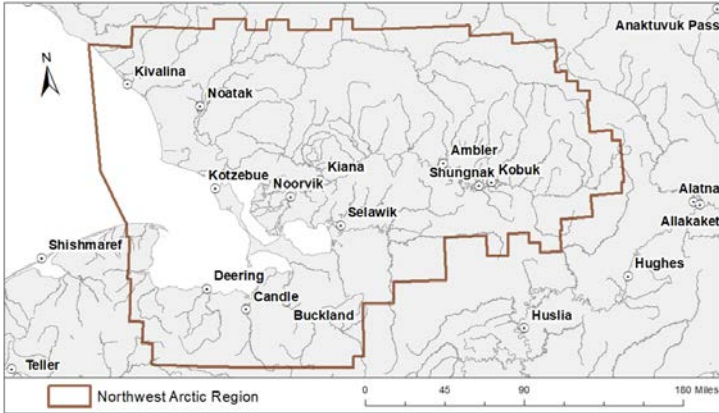 Anaktuvuk Pass
N
Kivalina
Noatak
Ambler
Kiana
Shungnak Kobuk
Kotzebue
Noorvik
Alatna
Selawik
Allakaket
Shishmaref
Hughes
Deering
Candle
Buckland
Huslia
Teller
Northwest Arctic Region
0 45 90 180 Miles